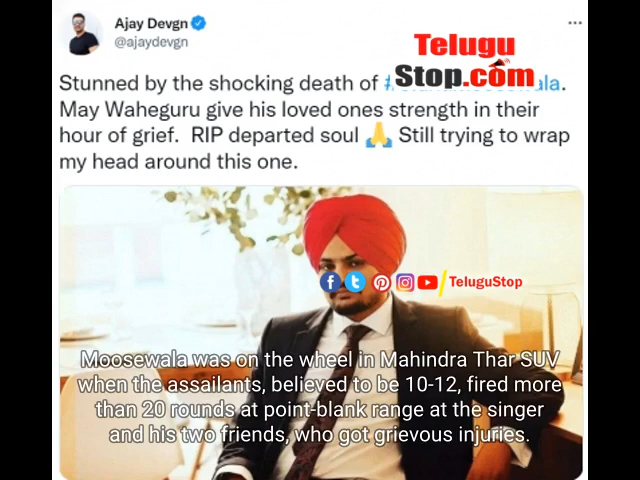 Ajay Devgn
@ajaydevgn
Telugu
Stop.com
Stunned by the shocking death of #
ala.
May Waheguru give his loved ones strength in their
hour of grief. RIP departed soul 🙏 Still trying to wrap
my head around this one.
TeluguStop
Moosewala was on the wheel in Mahindra Thar SUV
when the assailants, believed to be 10-12, fired more
than 20 rounds at point-blank range at the singer
and his two friends, who got grievous injuries.